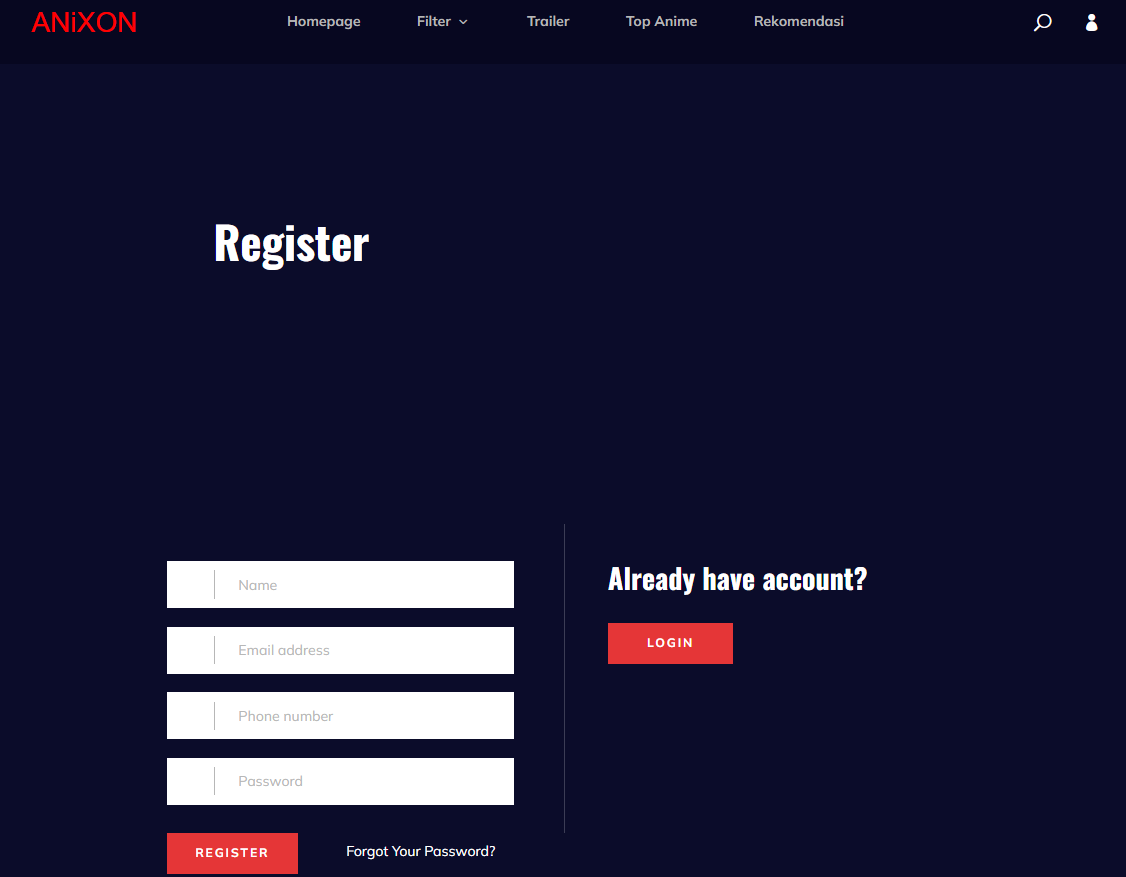 ANiXON
Homepage
Filter
Trailer
Top Anime
Rekomendasi
Register
Name
Email address
Phone number
Password
REGISTER
Forgot Your Password?
Already have account?
LOGIN